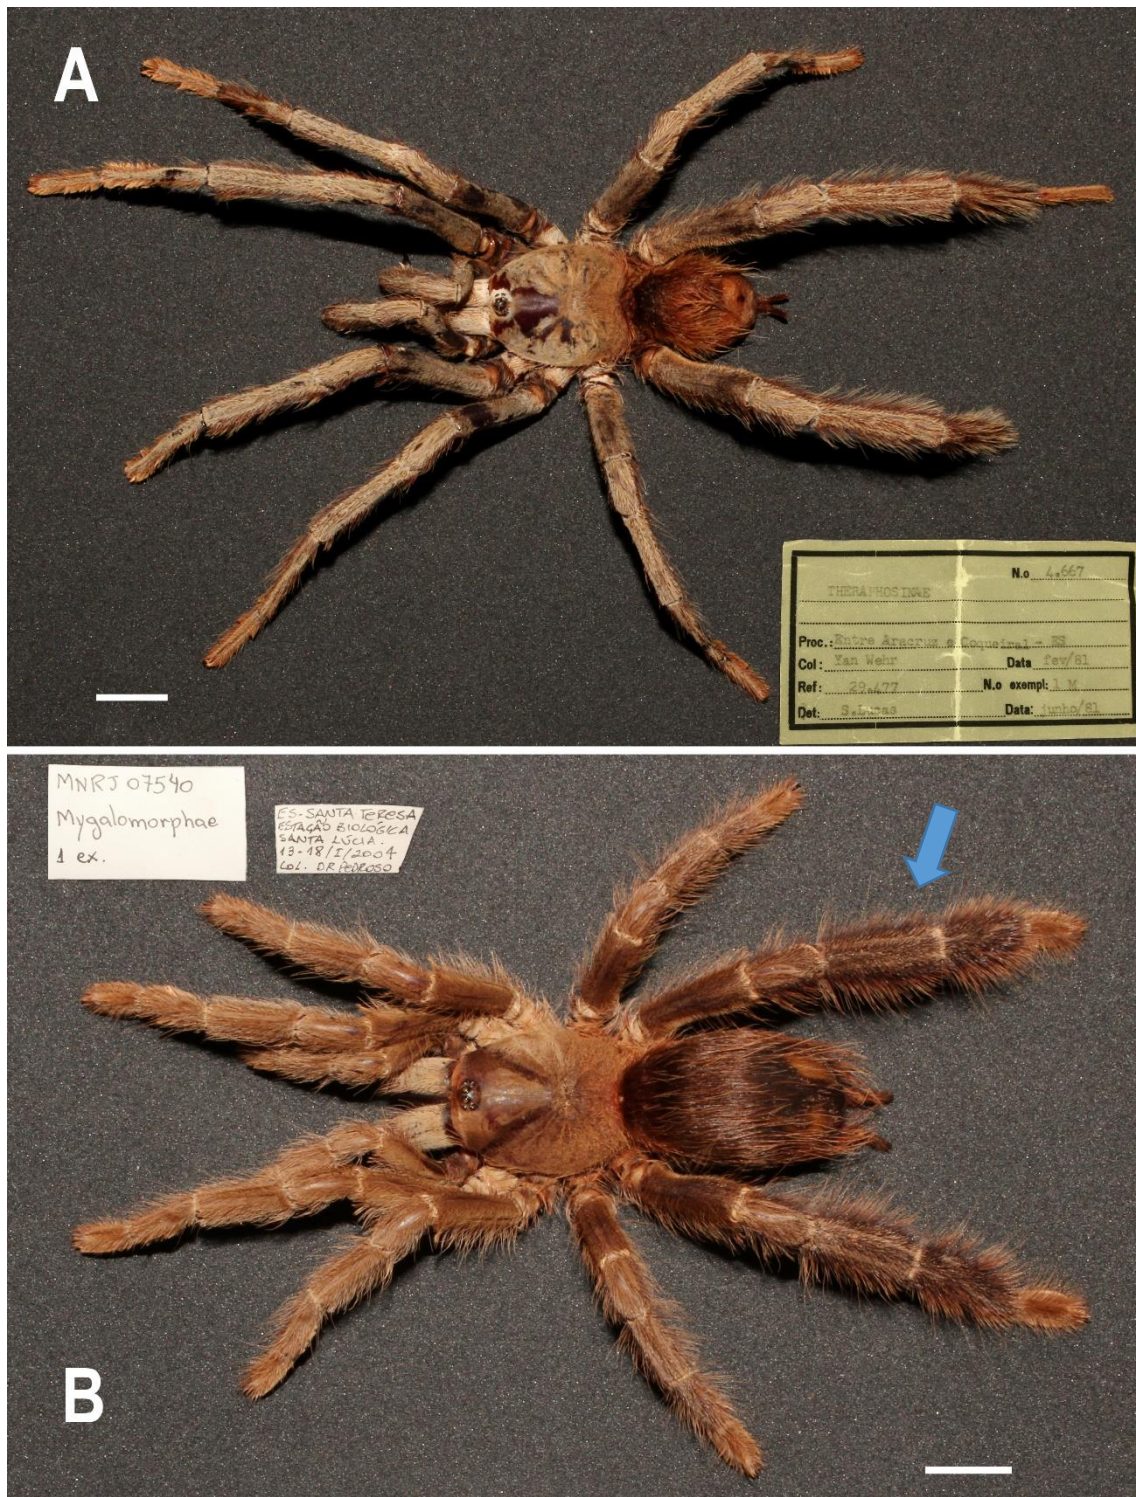 A
N.o 4.667
THERAPHOSINAE
Proc.: Entre Aracruz e Coqueiral - ES
Col: Yan Wehr Data fev/81
Ref: 29.477 N.o exempl: 1 M
Det: S.Lucas Data: junho/81
MNRJ 07540
Mygalomorphae
1 ex.
ES-SANTA TERESA
ESTAÇÃO BIOLÓGICA
SANTA LÚCIA.
13-18/I/2004
COL. DR PEDROSO
B